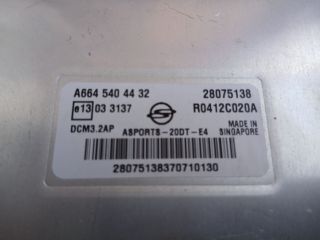 A664 540 44 32 28075138
e13 03 3137 R0412C020A
DCM3.2AP ASPORTS-20DT-E4 MADE IN SINGAPORE
28075138370710130